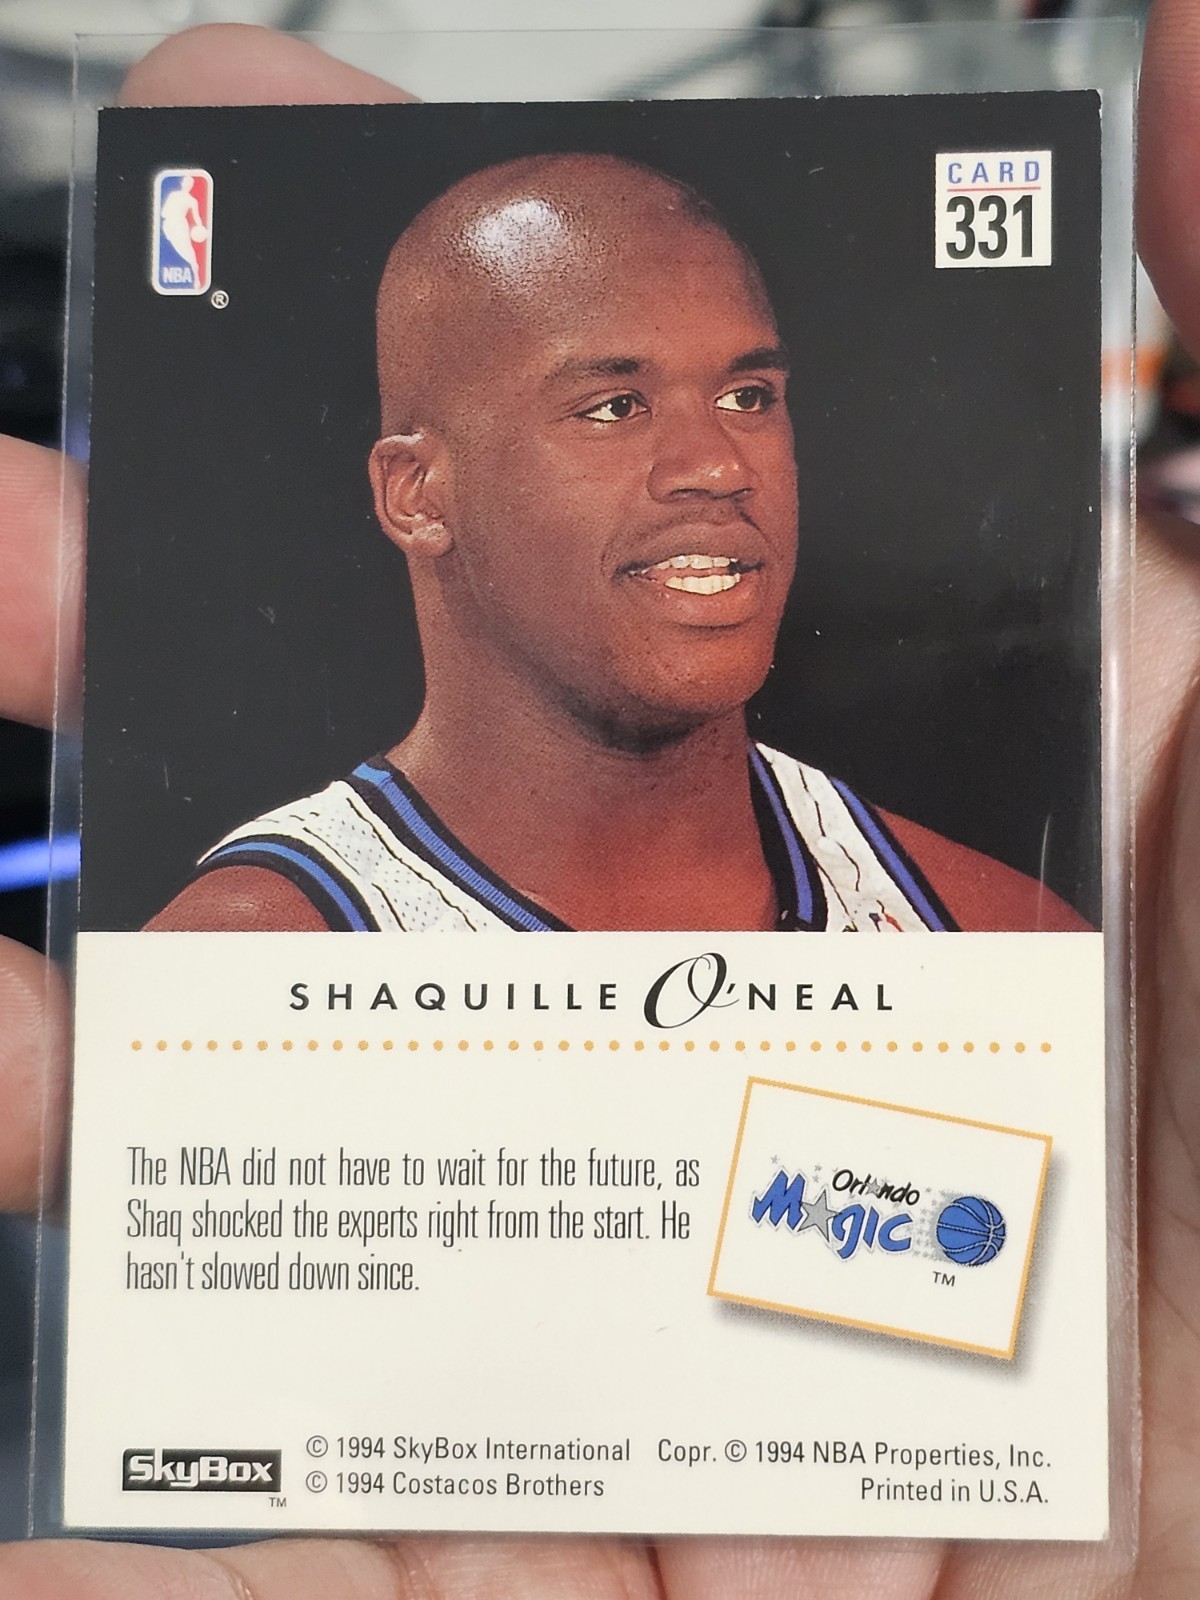 NBA
®
CARD
331
SHAQUILLE O'NEAL
The NBA did not have to wait for the future, as
Shaq shocked the experts right from the start. He
hasn't slowed down since.
Orlando
Magic
TM
SkyBox
TM
© 1994 SkyBox International Copr. © 1994 NBA Properties, Inc.
© 1994 Costacos Brothers Printed in U.S.A.